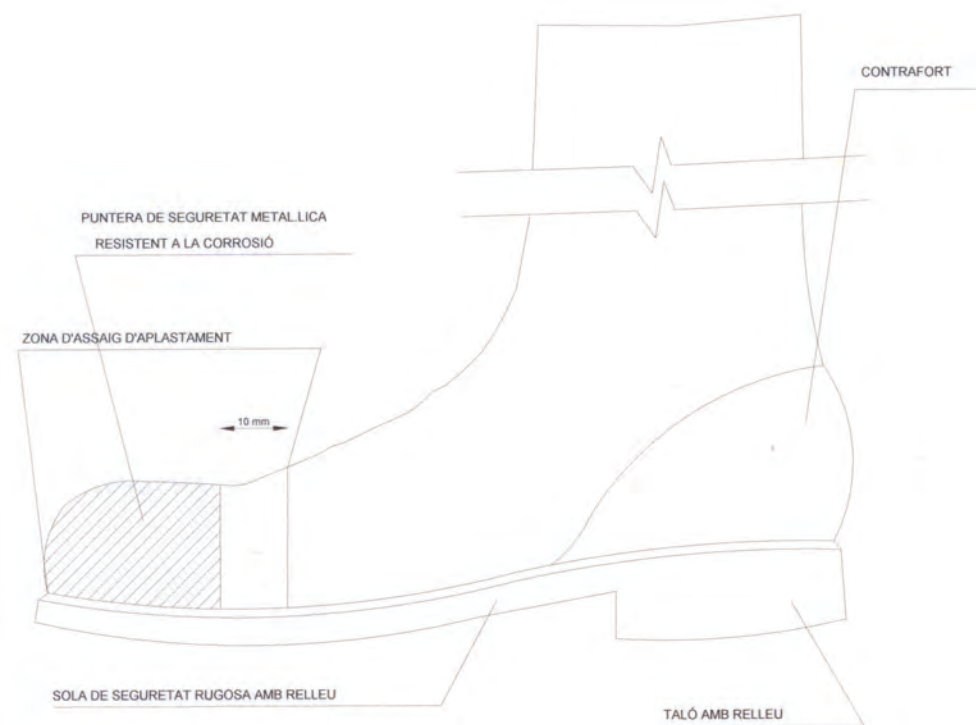 CONTRAFORT
PUNTERA DE SEGURETAT METAL.LICA
RESISTENT A LA CORROSIÓ
ZONA D'ASSAIG D'APLASTAMENT
10 mm
SOLA DE SEGURETAT RUGOSA AMB RELLEU
TALÓ AMB RELLEU